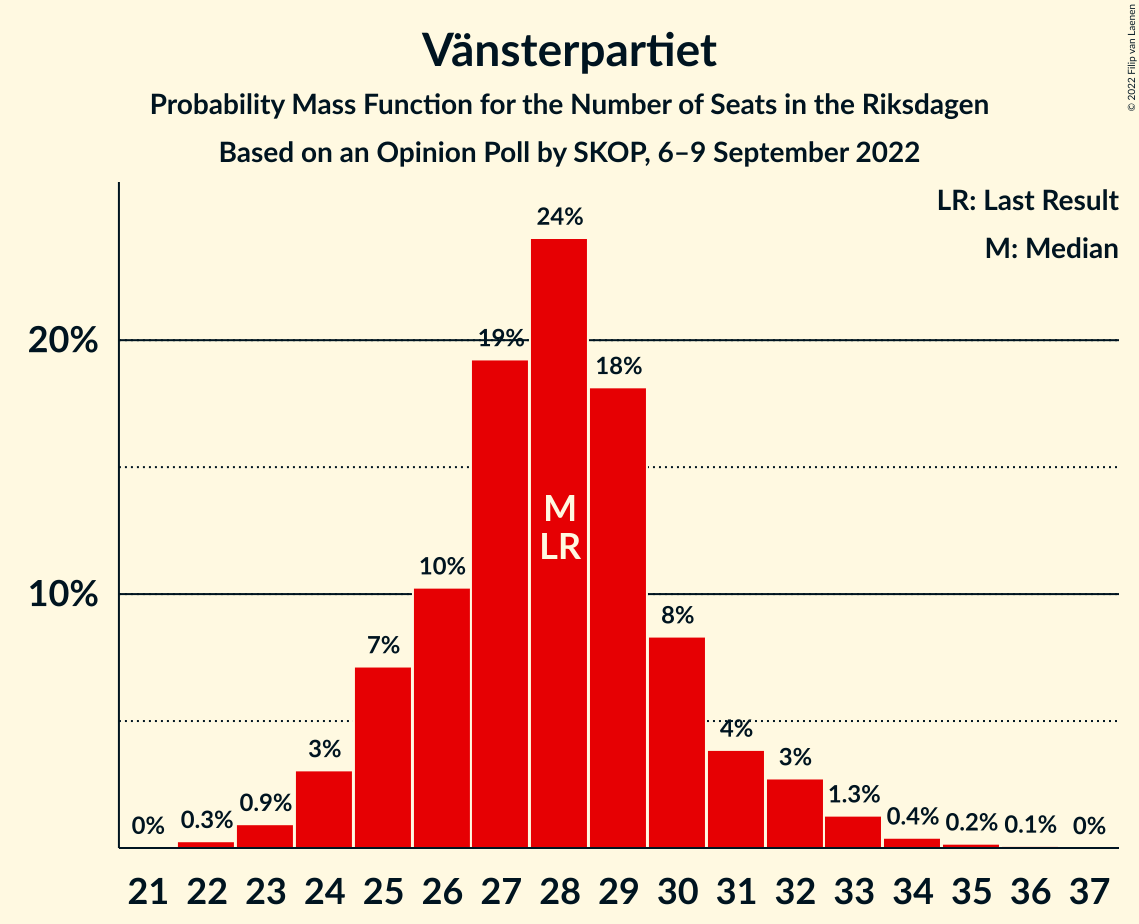 Vänsterpartiet
Probability Mass Function for the Number of Seats in the Riksdagen
Based on an Opinion Poll by SKOP, 6–9 September 2022
© 2022 Filip van Laenen
LR: Last Result
M: Median
20%
10%
0%
0.3%
0.9%
3%
7%
10%
19%
24%
18%
8%
4%
3%
1.3%
0.4%
0.2%
0.1%
0%
M
LR
21 22 23 24 25 26 27 28 29 30 31 32 33 34 35 36 37